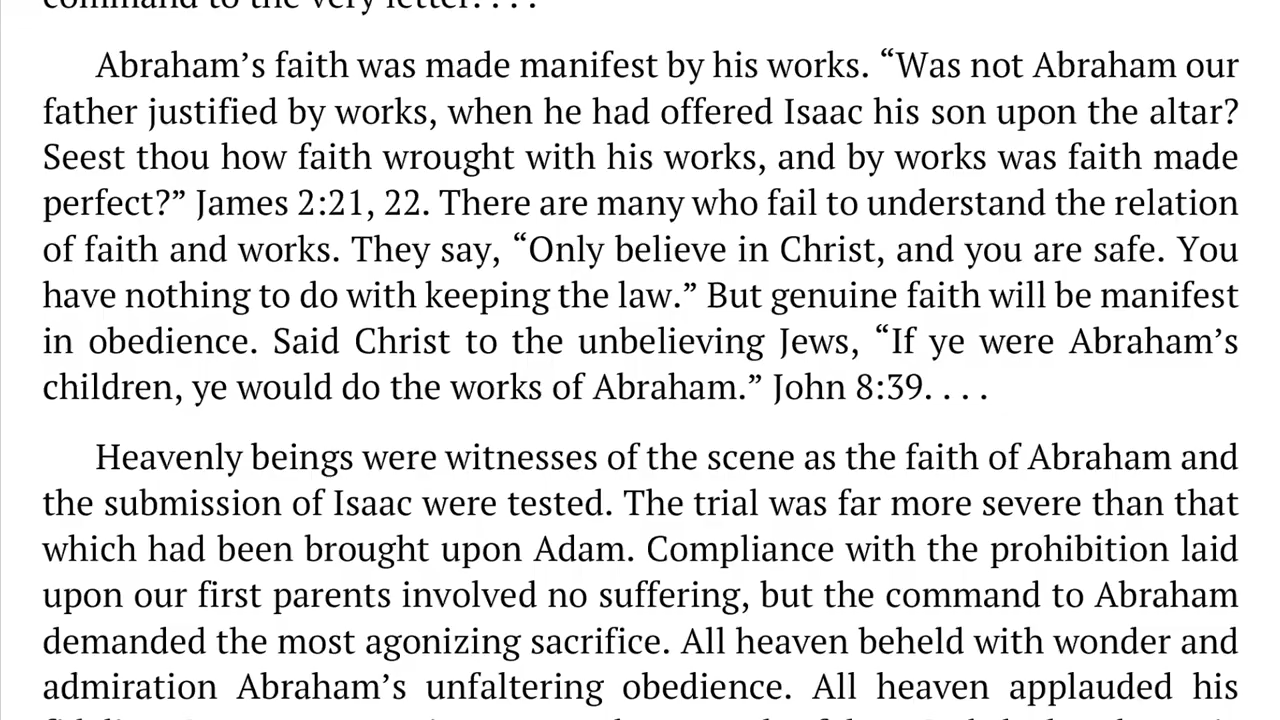 command to the very letter. . . .
Abraham’s faith was made manifest by his works. “Was not Abraham our
father justified by works, when he had offered Isaac his son upon the altar?
Seest thou how faith wrought with his works, and by works was faith made
perfect?” James 2:21, 22. There are many who fail to understand the relation
of faith and works. They say, “Only believe in Christ, and you are safe. You
have nothing to do with keeping the law.” But genuine faith will be manifest
in obedience. Said Christ to the unbelieving Jews, “If ye were Abraham’s
children, ye would do the works of Abraham.” John 8:39. . . .
Heavenly beings were witnesses of the scene as the faith of Abraham and
the submission of Isaac were tested. The trial was far more severe than that
which had been brought upon Adam. Compliance with the prohibition laid
upon our first parents involved no suffering, but the command to Abraham
demanded the most agonizing sacrifice. All heaven beheld with wonder and
admiration Abraham’s unfaltering obedience. All heaven applauded his